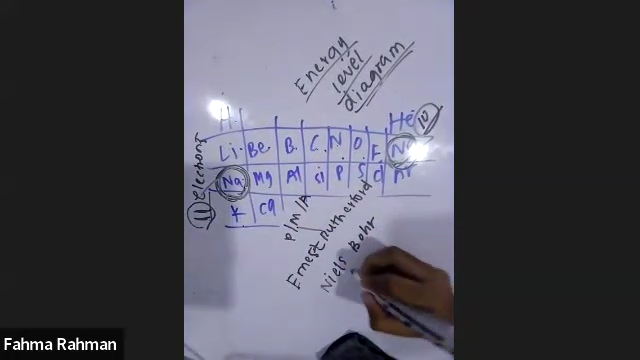 Energy
level
diagram
H He 10
Li Be B C N O F Ne
Na Mg Al Si P S Cl Ar
K Ca
11 Electrons
P/M/A
Ernest Rutherford
Niels Bohr
Fahma Rahman